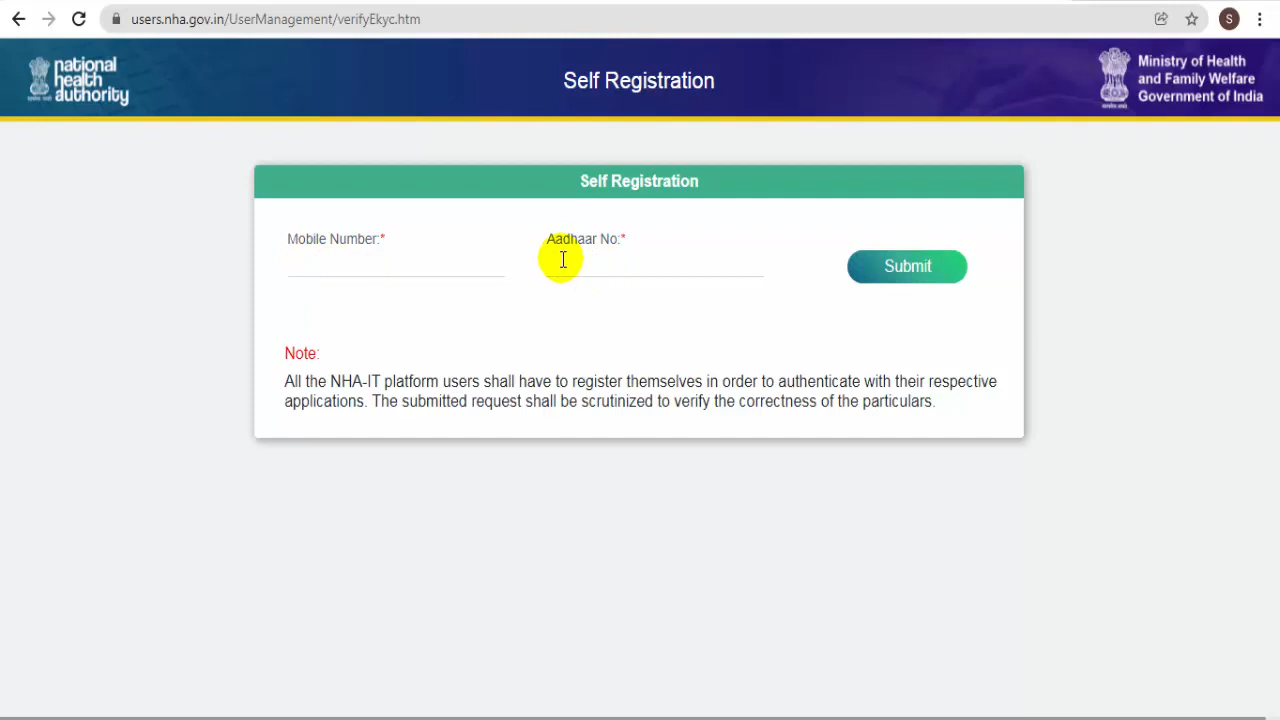 users.nha.gov.in/UserManagement/verifyEkyc.htm
S
national
health
authority
Self Registration
Ministry of Health
and Family Welfare
Government of India
Self Registration
Mobile Number:*
Aadhaar No:*
Submit
Note:
All the NHA-IT platform users shall have to register themselves in order to authenticate with their respective
applications. The submitted request shall be scrutinized to verify the correctness of the particulars.